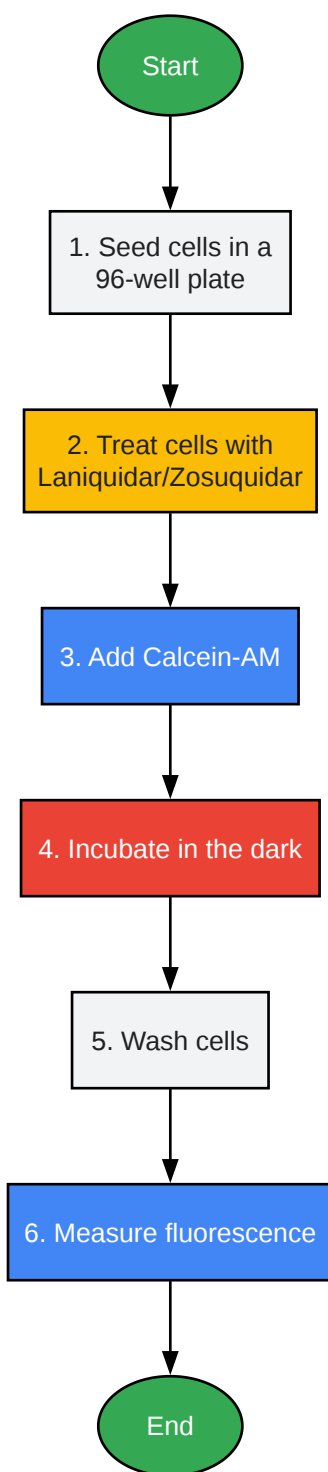 Start
1. Seed cells in a
96-well plate
2. Treat cells with
Laniquidar/Zosuquidar
3. Add Calcein-AM
4. Incubate in the dark
5. Wash cells
6. Measure fluorescence
End